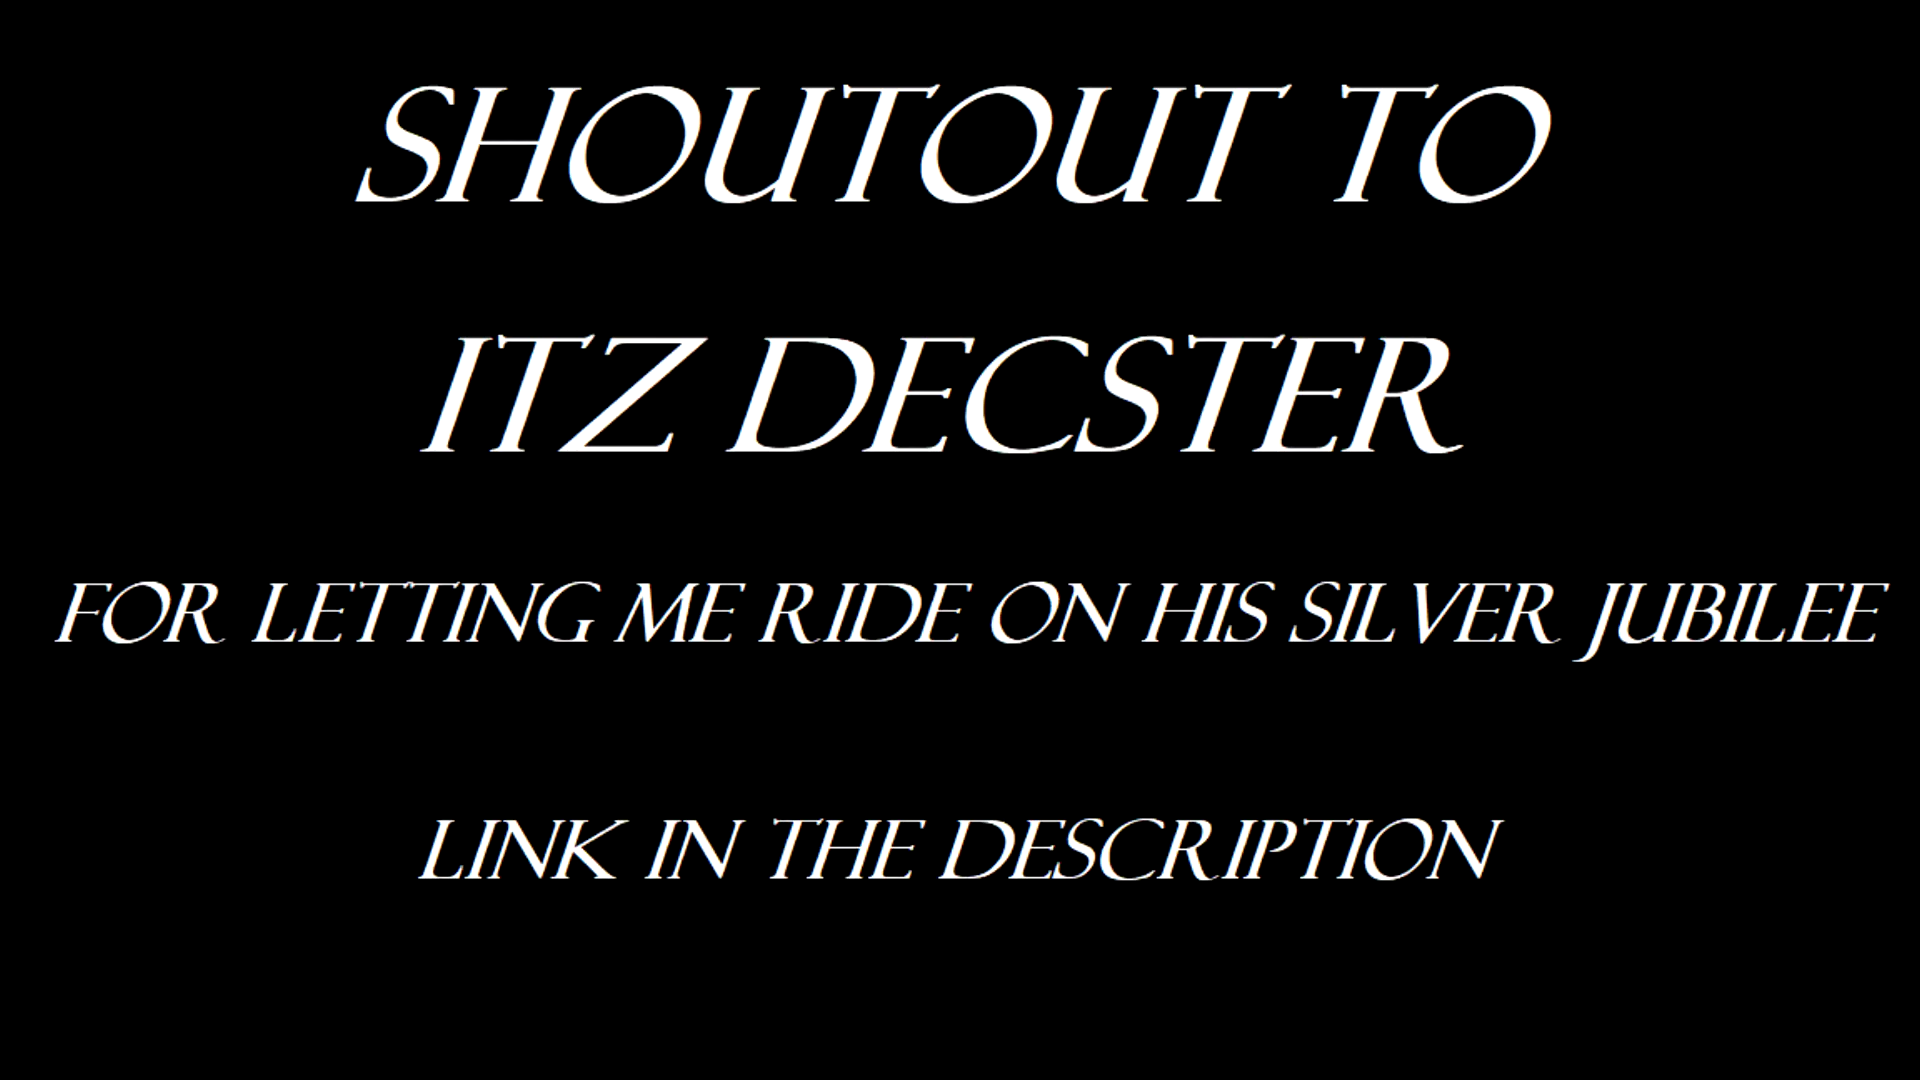 SHOUTOUT TO
ITZ DECSTER
FOR LETTING ME RIDE ON HIS SILVER JUBILEE
LINK IN THE DESCRIPTION